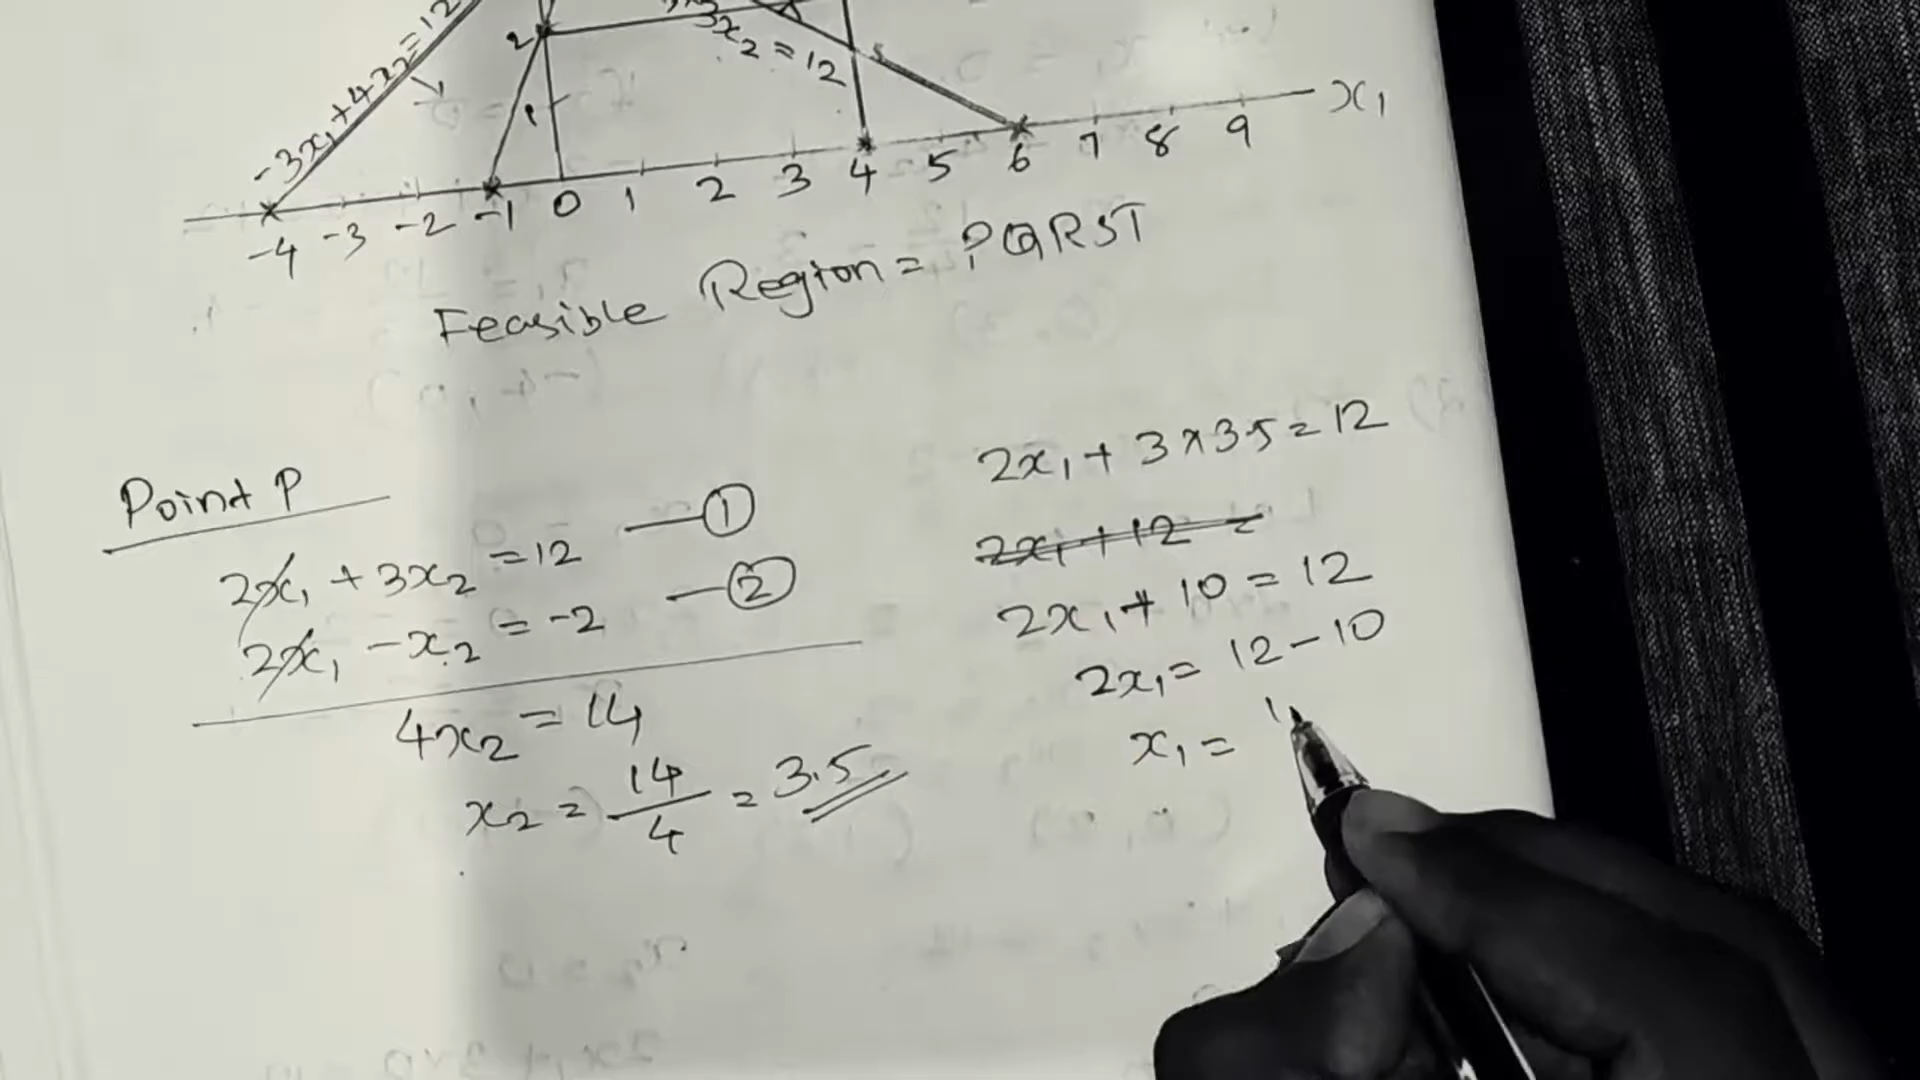 -3x₁+4x₂=12
2
3x₂=12
1
x₁
-4 -3 -2 -1 0 1 2 3 4 5 6 7 8 9
Feasible Region = PQRST
Point P
2x₁ + 3x₂ = 12 —①
2x₁ - x₂ = -2 —②
4x₂ = 14
x₂ = 14/4 = 3.5
2x₁ + 3×3.5 = 12
2x₁ + 12 =
2x₁ + 10 = 12
2x₁ = 12 - 10
x₁ =